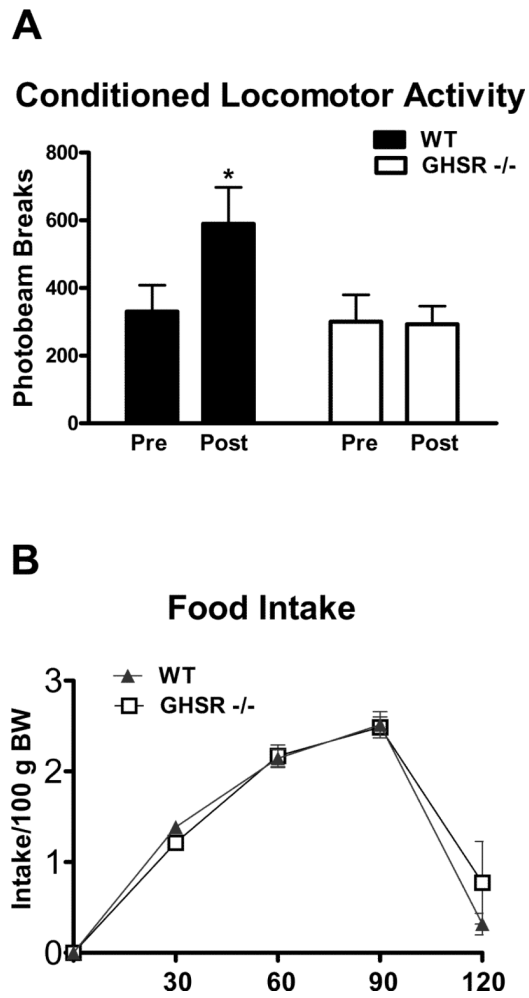 A
Conditioned Locomotor Activity
WT
GHSR -/-
Photobeam Breaks
800
600
400
200
0
*
Pre Post Pre Post
B
Food Intake
WT
GHSR -/-
Intake/100 g BW
3
2
1
0
30 60 90 120